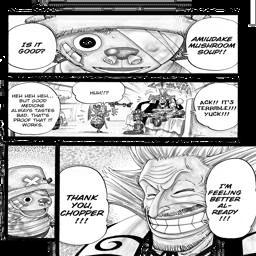 AMIUDAKE
MUSHROOM
SOUP!!
IS IT
GOOD?
ACK!! IT'S
TERRIBLE!!!
YUCK!!!
HUH!?
HEH HEH HEH...
BUT GOOD
MEDICINE
ALWAYS TASTES
BAD. THAT'S
PROOF THAT IT
WORKS.
I'M
FEELING
BETTER
AL-
READY
!!!
THANK
YOU,
CHOPPER
!!!